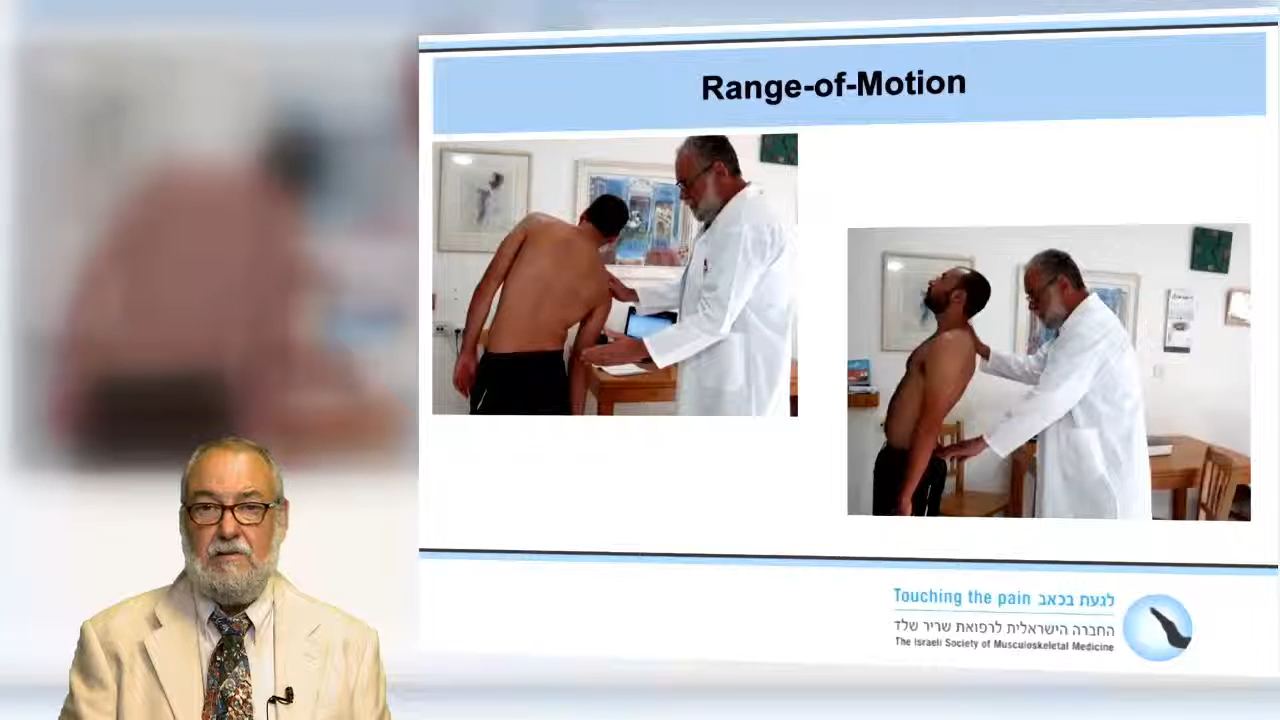 Range-of-Motion
Touching the pain לגעת בכאב
החברה הישראלית לרפואת שריר שלד
The Israeli Society of Musculoskeletal Medicine